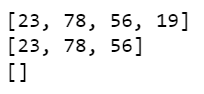 [23, 78, 56, 19]
[23, 78, 56]
[]